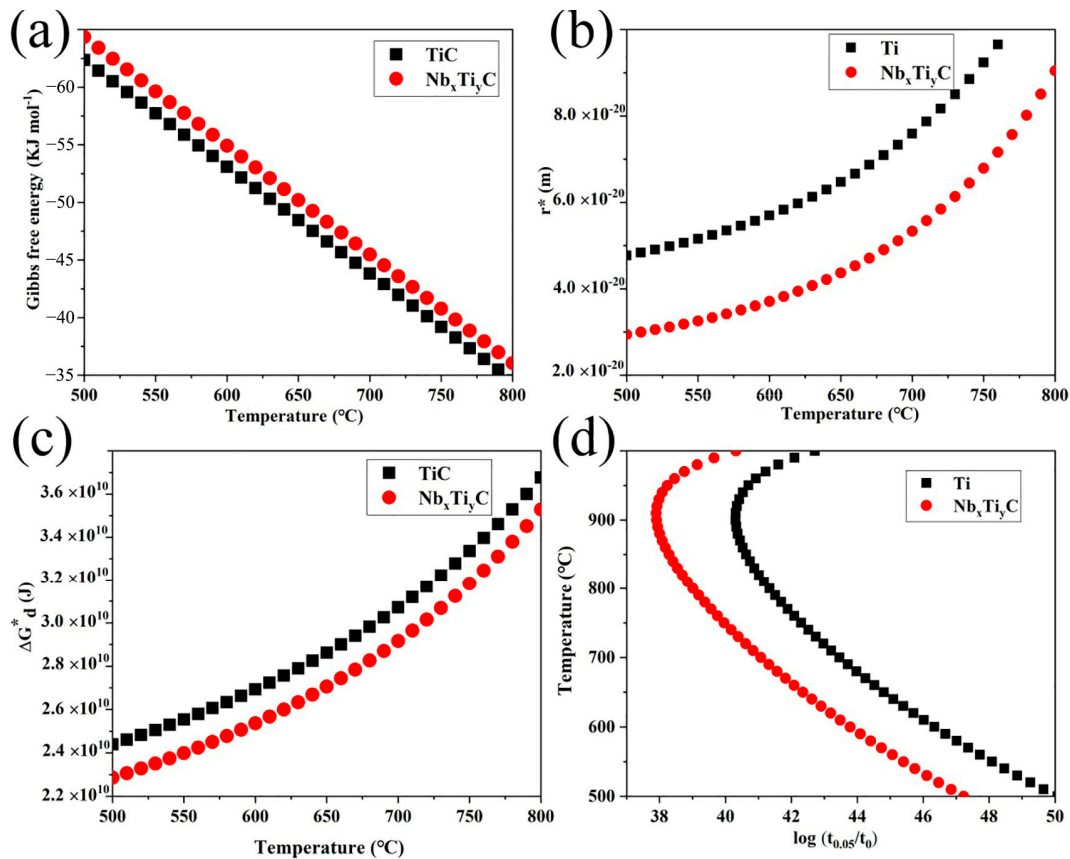 (a)
TiC
NbₓTiᵧC
Gibbs free energy (KJ mol⁻¹)
−60
−55
−50
−45
−40
−35
500 550 600 650 700 750 800
Temperature (℃)
(b)
Ti
NbₓTiᵧC
r* (m)
8.0 ×10⁻²⁰
6.0 ×10⁻²⁰
4.0 ×10⁻²⁰
2.0 ×10⁻²⁰
500 550 600 650 700 750 800
Temperature (℃)
(c)
TiC
NbₓTiᵧC
ΔG*d (J)
3.6 ×10¹⁰
3.4 ×10¹⁰
3.2 ×10¹⁰
3.0 ×10¹⁰
2.8 ×10¹⁰
2.6 ×10¹⁰
2.4 ×10¹⁰
2.2 ×10¹⁰
500 550 600 650 700 750 800
Temperature (℃)
(d)
Ti
NbₓTiᵧC
Temperature (℃)
900
800
700
600
500
38 40 42 44 46 48 50
log (t₀.₀₅/t₀)